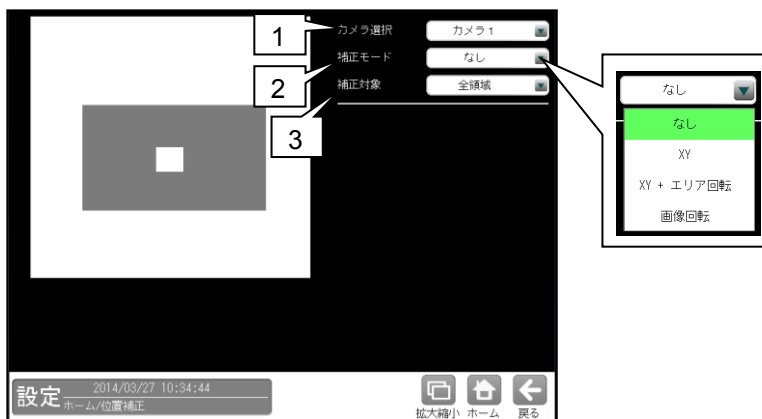 1
カメラ選択
カメラ1
2
補正モード
なし
3
補正対象
全領域
なし
なし
XY
XY + エリア回転
画像回転
設定
2014/03/27 10:34:44
ホーム/位置補正
拡大縮小
ホーム
戻る